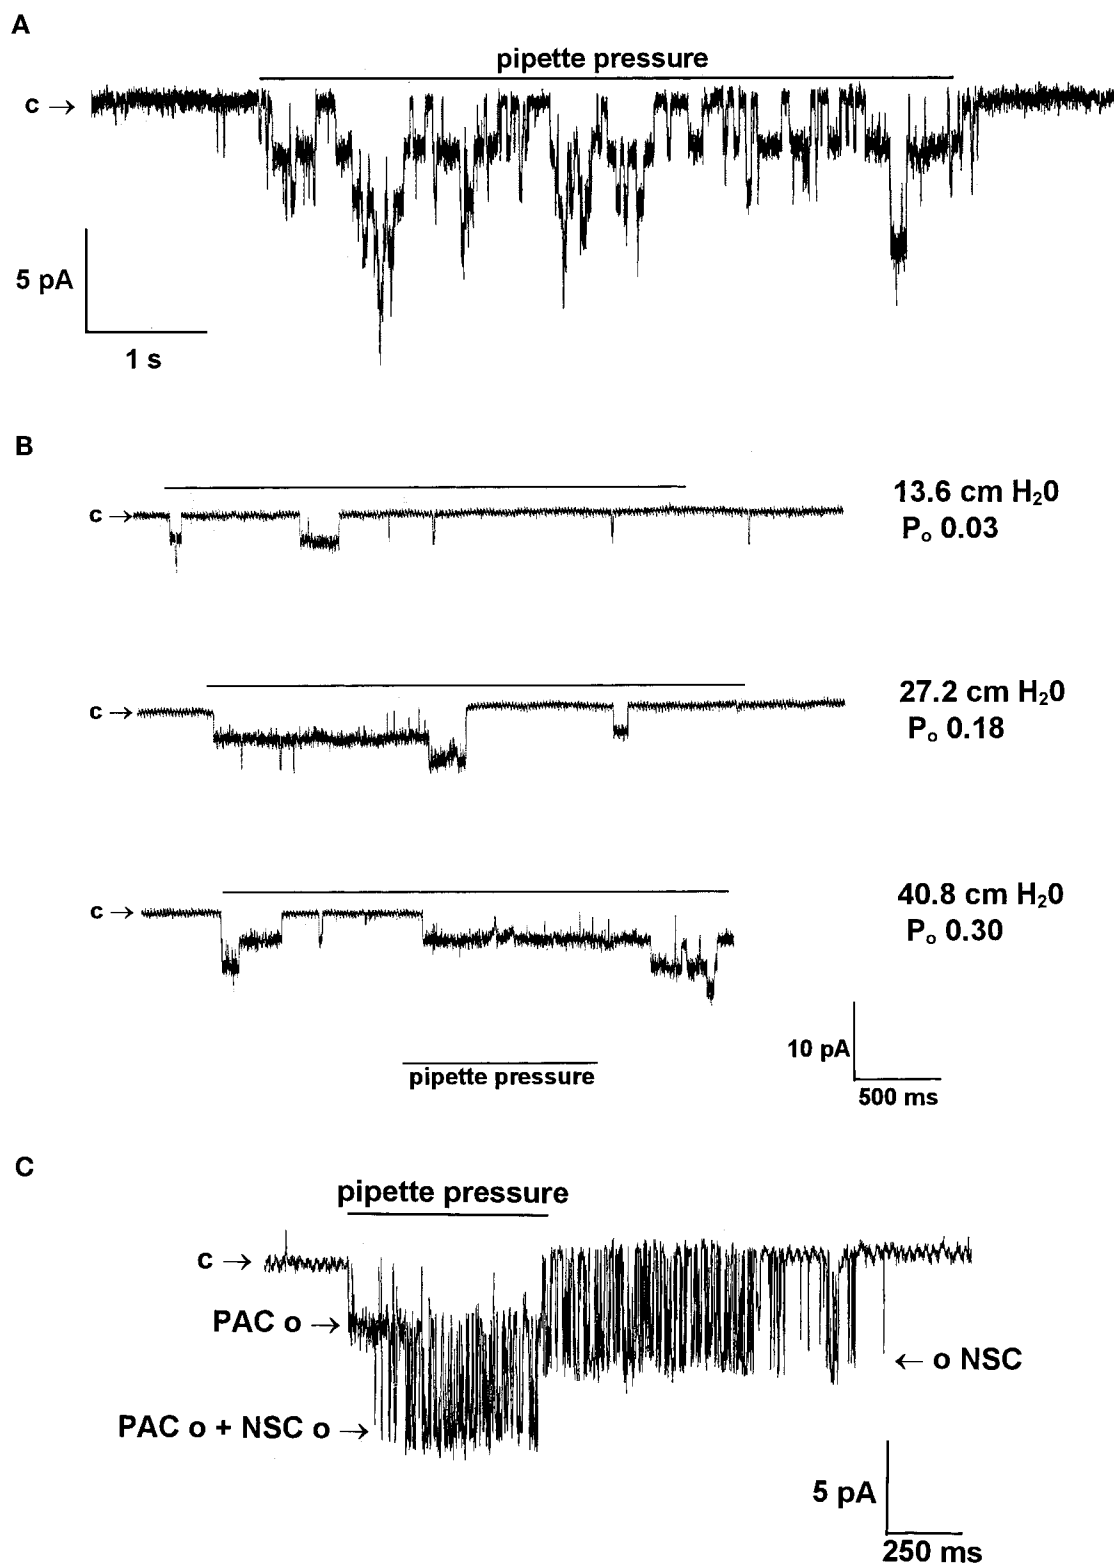 A
pipette pressure
c →
5 pA
1 s
B
13.6 cm H₂0
c →
Pₒ 0.03
27.2 cm H₂0
c →
Pₒ 0.18
40.8 cm H₂0
c →
Pₒ 0.30
10 pA
pipette pressure
500 ms
C
pipette pressure
c →
PAC o →
← o NSC
PAC o + NSC o →
5 pA
250 ms